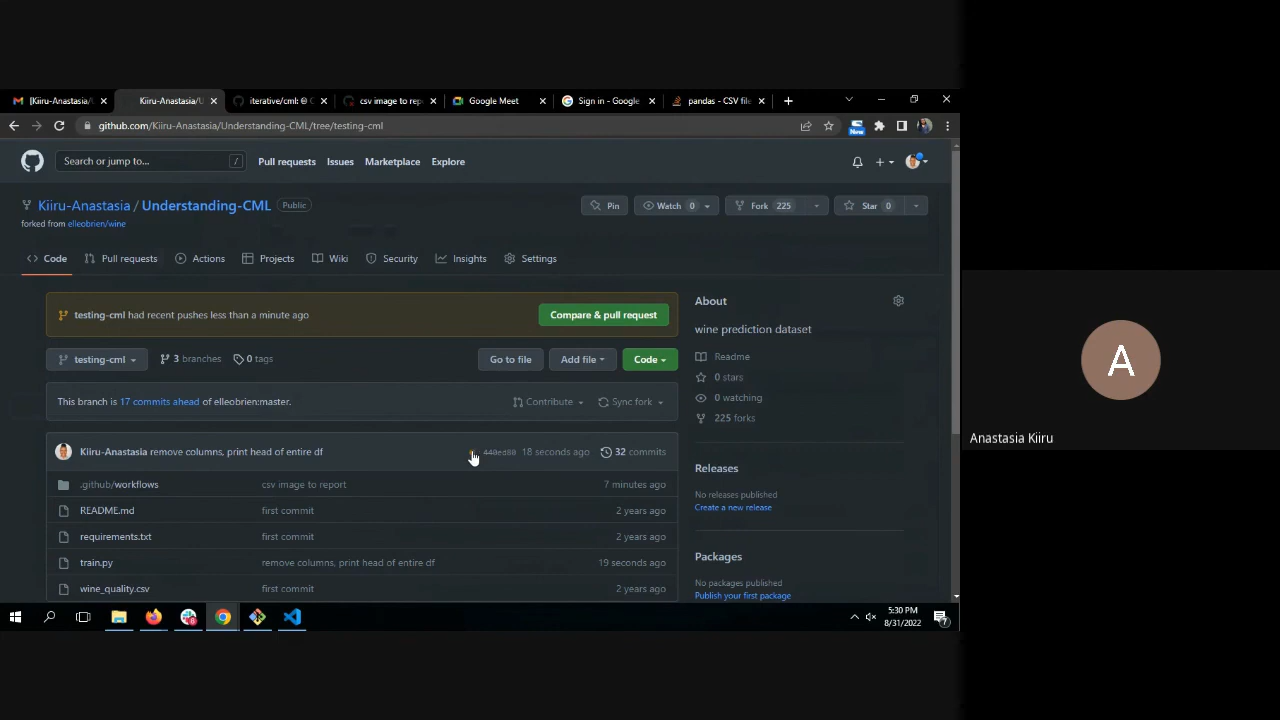 [Kiiru-Anastasia/U
Kiiru-Anastasia/U
iterative/cml: @ C
csv image to rep
Google Meet
Sign in - Google
pandas - CSV file
github.com/Kiiru-Anastasia/Understanding-CML/tree/testing-cml
New
Search or jump to...
/
Pull requests
Issues
Marketplace
Explore
Kiiru-Anastasia / Understanding-CML
Public
Pin
Watch 0
Fork 225
Star 0
forked from elleobrien/wine
Code
Pull requests
Actions
Projects
Wiki
Security
Insights
Settings
testing-cml had recent pushes less than a minute ago
Compare & pull request
testing-cml
3 branches
0 tags
Go to file
Add file
Code
This branch is 17 commits ahead of elleobrien:master.
Contribute
Sync fork
Kiiru-Anastasia remove columns, print head of entire df
18 seconds ago
32 commits
.github/workflows
csv image to report
7 minutes ago
README.md
first commit
2 years ago
requirements.txt
first commit
2 years ago
train.py
remove columns, print head of entire df
19 seconds ago
wine_quality.csv
first commit
2 years ago
About
wine prediction dataset
Readme
0 stars
0 watching
225 forks
Releases
No releases published
Create a new release
Packages
No packages published
Publish your first package
5:30 PM
8/31/2022
7
A
Anastasia Kiiru